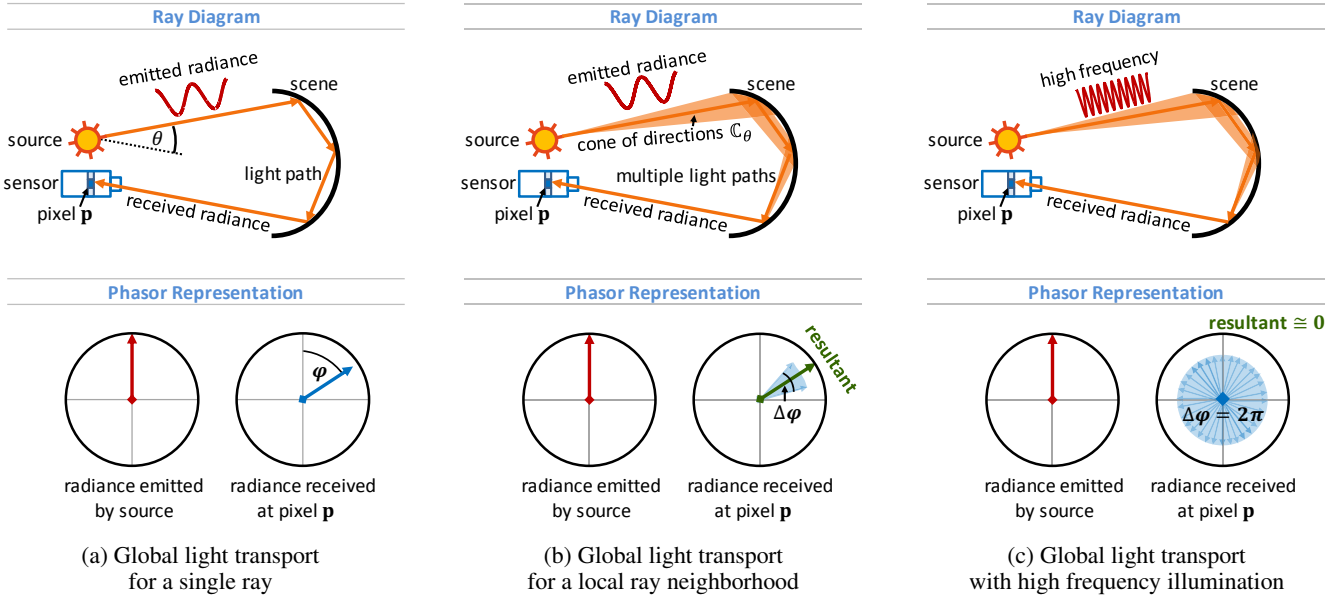 Ray Diagram
emitted radiance
scene
source
θ
light path
sensor
pixel p
received radiance
Phasor Representation
φ
radiance emitted
by source
radiance received
at pixel p
(a) Global light transport
for a single ray
Ray Diagram
emitted radiance
scene
source
cone of directions ℂθ
multiple light paths
sensor
pixel p
received radiance
Phasor Representation
resultant
Δφ
radiance emitted
by source
radiance received
at pixel p
(b) Global light transport
for a local ray neighborhood
Ray Diagram
high frequency
scene
source
sensor
pixel p
received radiance
Phasor Representation
resultant ≅ 0
Δφ = 2π
radiance emitted
by source
radiance received
at pixel p
(c) Global light transport
with high frequency illumination